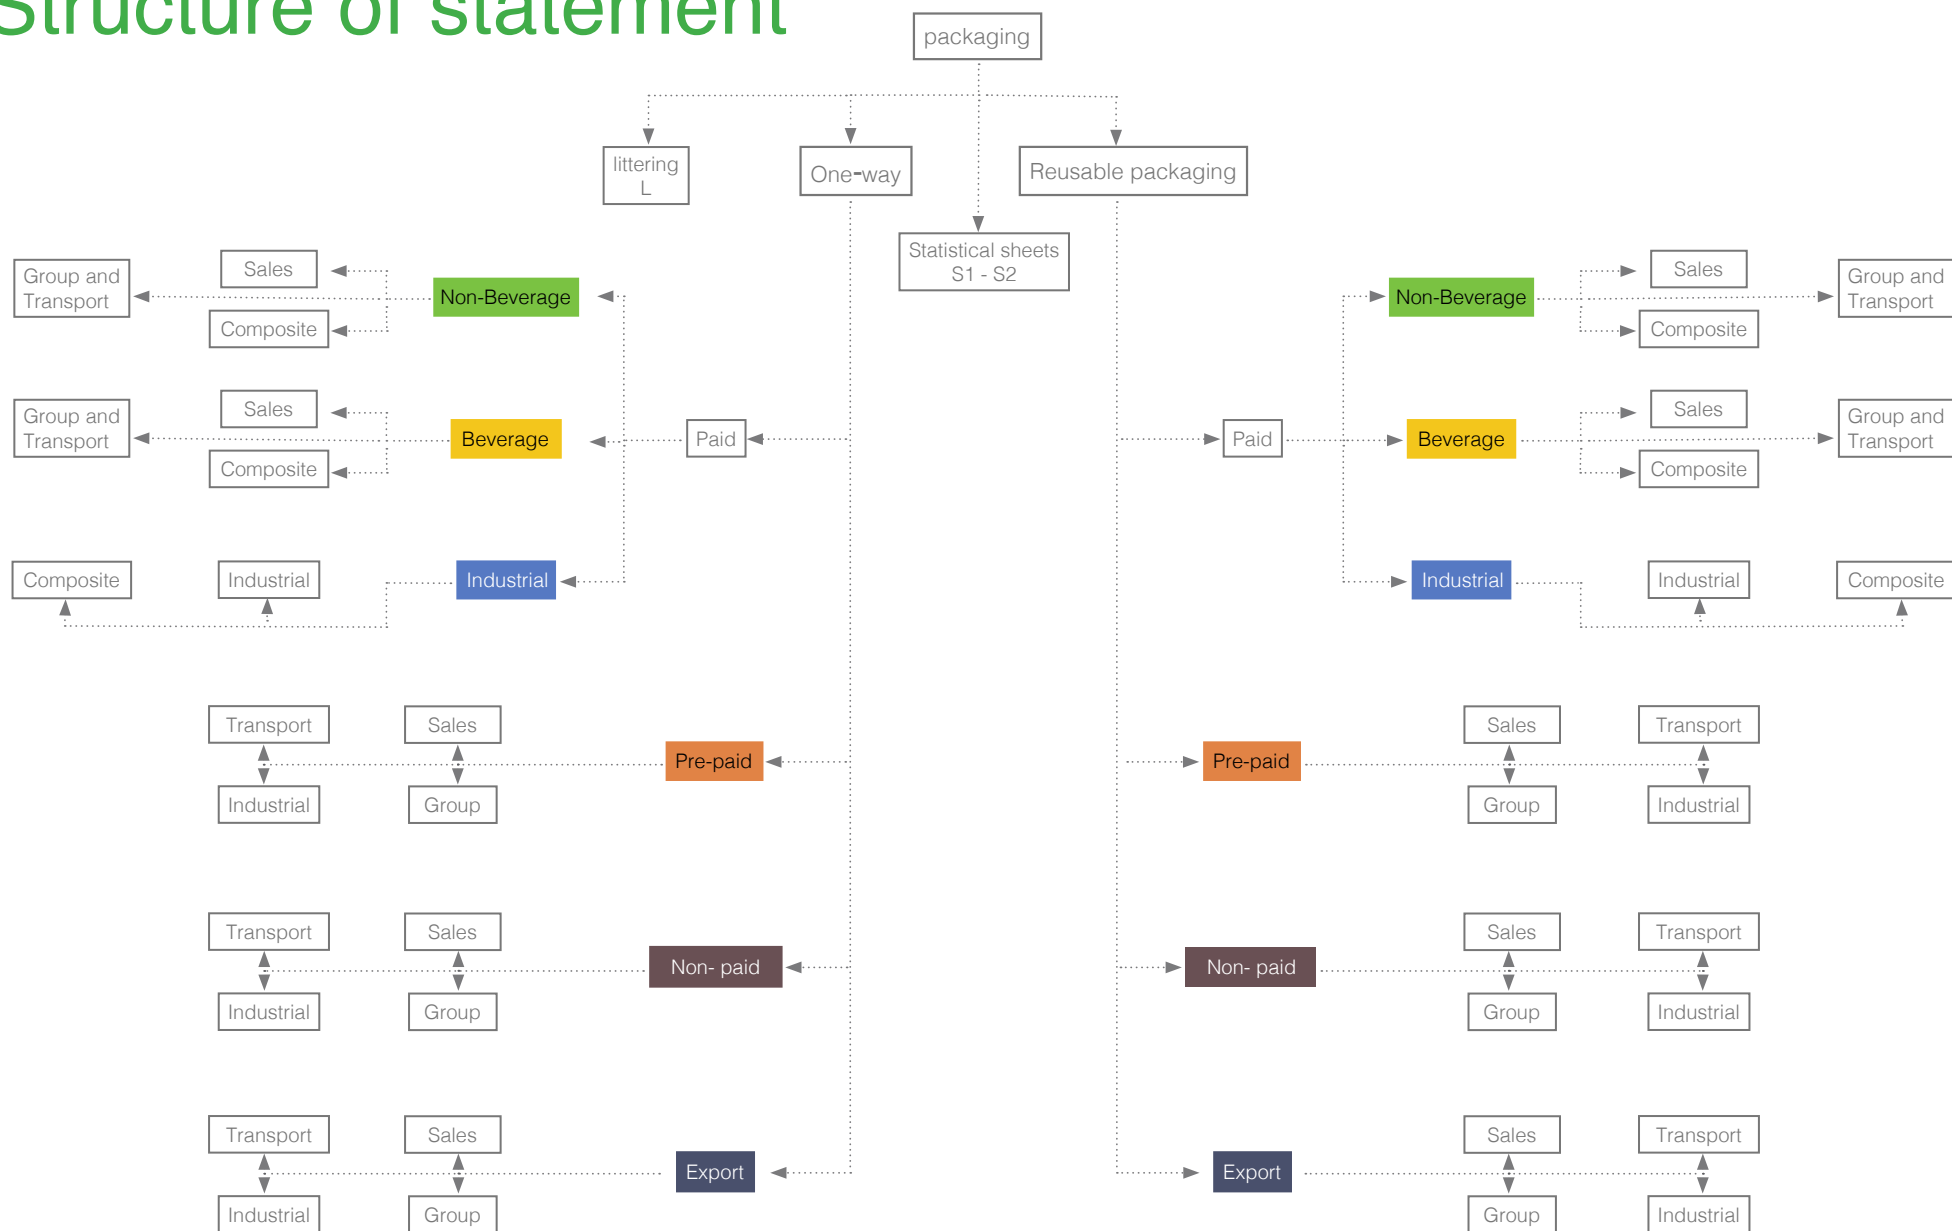 Structure of statement
packaging
littering
L
One-way
Reusable packaging
Statistical sheets
S1 - S2
Group and
Transport
Sales
Composite
Non-Beverage
Non-Beverage
Sales
Composite
Group and
Transport
Group and
Transport
Sales
Composite
Beverage
Paid
Paid
Beverage
Sales
Composite
Group and
Transport
Composite
Industrial
Industrial
Industrial
Industrial
Composite
Transport
Sales
Pre-paid
Industrial
Group
Pre-paid
Sales
Transport
Group
Industrial
Transport
Sales
Non- paid
Industrial
Group
Non- paid
Sales
Transport
Group
Industrial
Transport
Sales
Export
Industrial
Group
Export
Sales
Transport
Group
Industrial